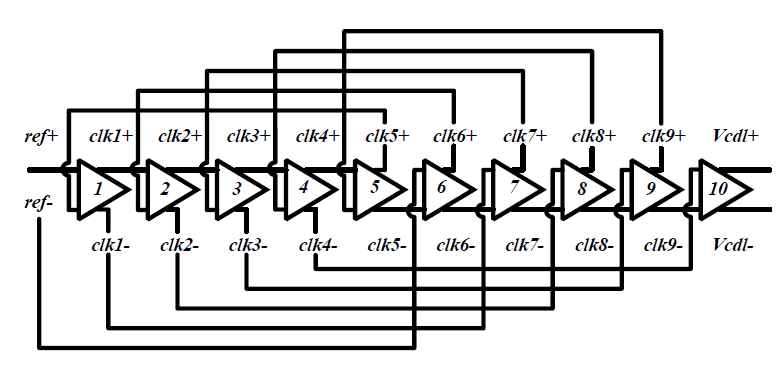 ref+ clk1+ clk2+ clk3+ clk4+ clk5+ clk6+ clk7+ clk8+ clk9+ Vcdl+
1 2 3 4 5 6 7 8 9 10
ref-
clk1- clk2- clk3- clk4- clk5- clk6- clk7- clk8- clk9- Vcdl-